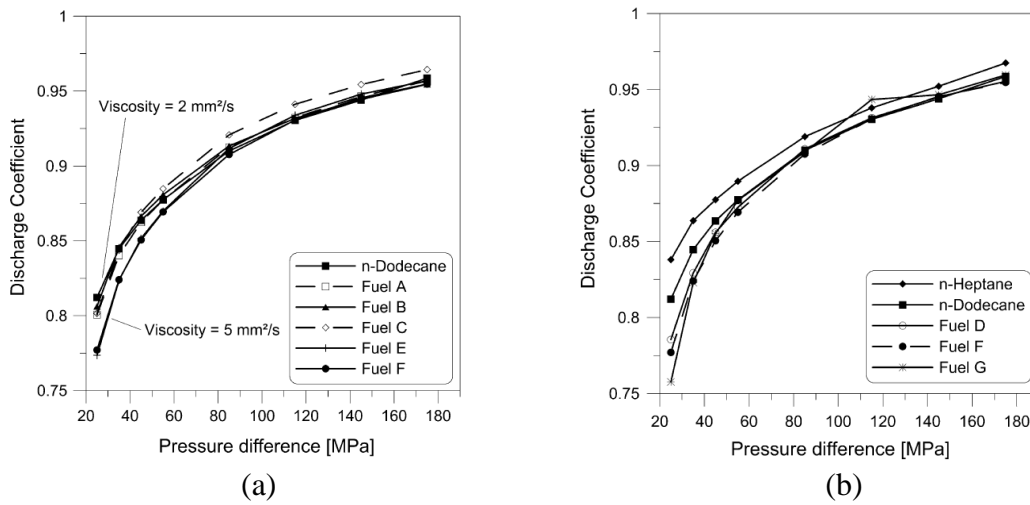 1
0.95
0.9
0.85
0.8
0.75
Discharge Coefficient
Viscosity = 2 mm²/s
Viscosity = 5 mm²/s
n-Dodecane
Fuel A
Fuel B
Fuel C
Fuel E
Fuel F
20 40 60 80 100 120 140 160 180
Pressure difference [MPa]
(a)
1
0.95
0.9
0.85
0.8
0.75
Discharge Coefficient
n-Heptane
n-Dodecane
Fuel D
Fuel F
Fuel G
20 40 60 80 100 120 140 160 180
Pressure difference [MPa]
(b)